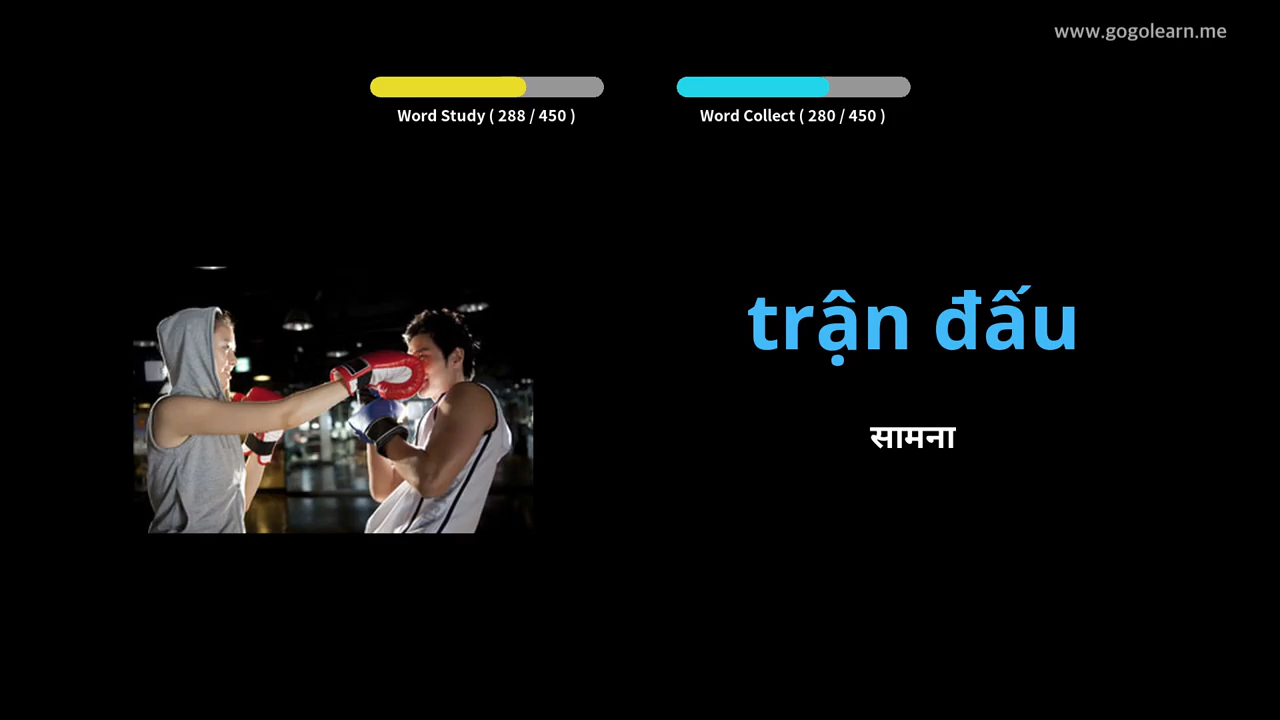 www.gogolearn.me
Word Study ( 288 / 450 )
Word Collect ( 280 / 450 )
trận đấu
सामना